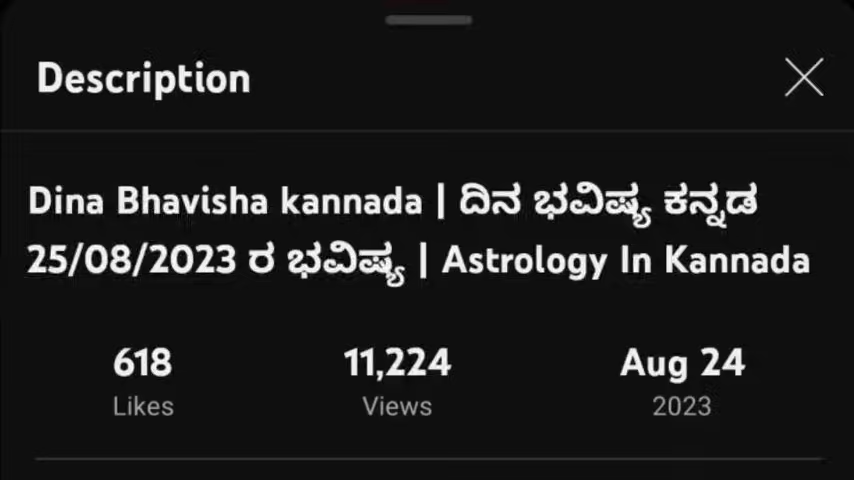 Description
Dina Bhavisha kannada | ದಿನ ಭವಿಷ್ಯ ಕನ್ನಡ
25/08/2023 ರ ಭವಿಷ್ಯ | Astrology In Kannada
618 11,224 Aug 24
Likes Views 2023